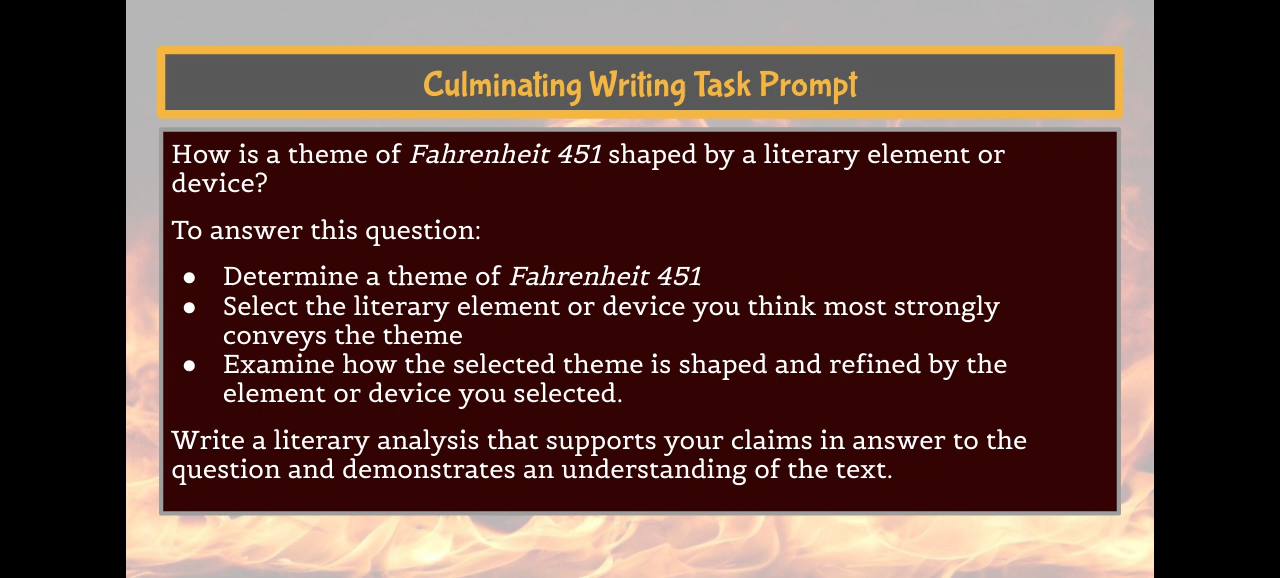 Culminating Writing Task Prompt
How is a theme of Fahrenheit 451 shaped by a literary element or
device?
To answer this question:
● Determine a theme of Fahrenheit 451
● Select the literary element or device you think most strongly
conveys the theme
● Examine how the selected theme is shaped and refined by the
element or device you selected.
Write a literary analysis that supports your claims in answer to the
question and demonstrates an understanding of the text.